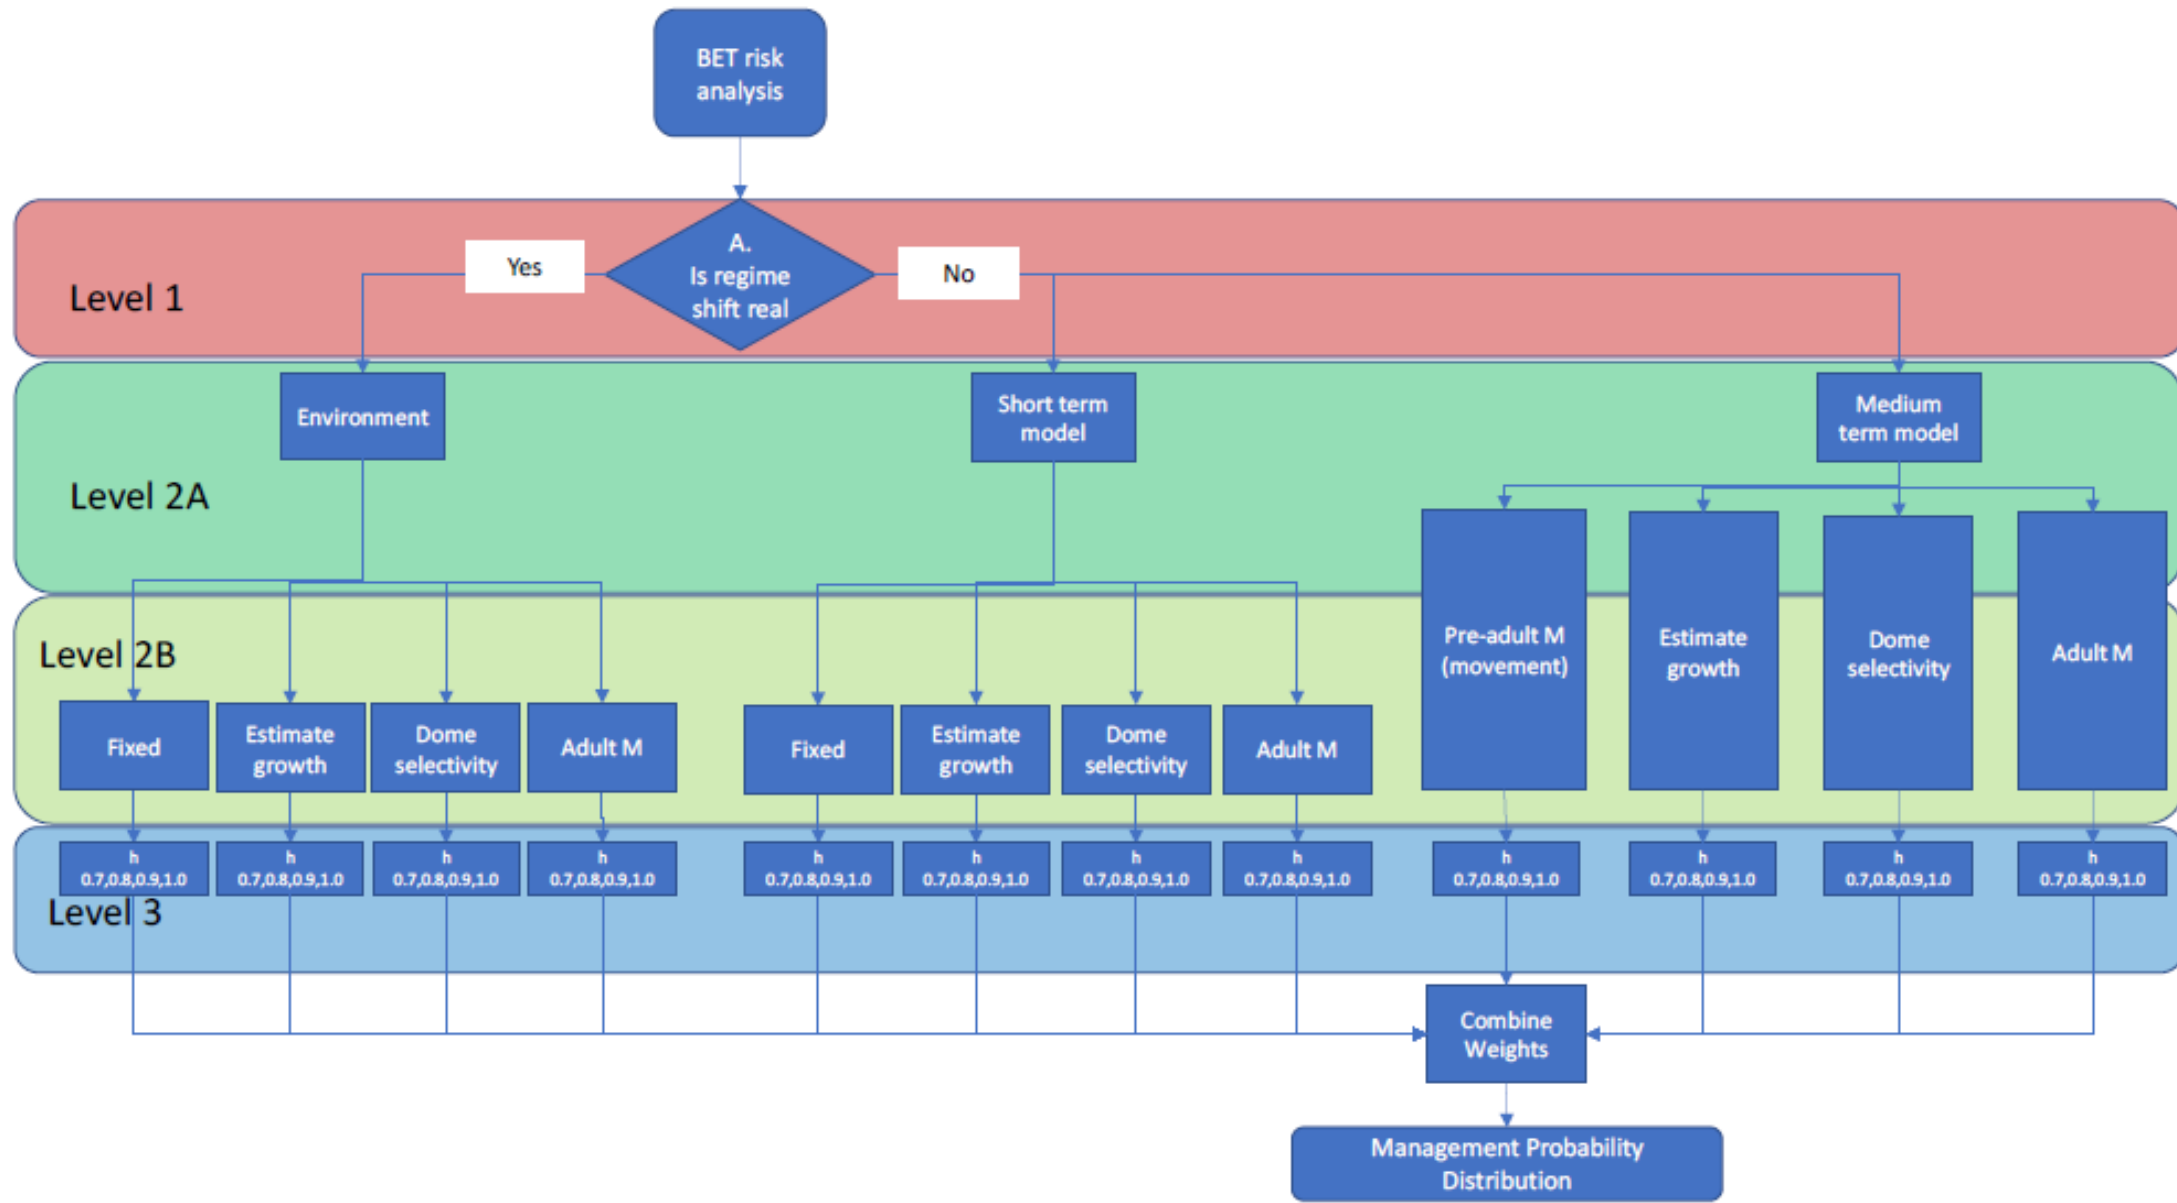 BET risk
analysis
A.
Is regime
shift real
Yes
No
Level 1
Environment
Short term
model
Medium
term model
Level 2A
Level 2B
Fixed
Estimate
growth
Dome
selectivity
Adult M
Fixed
Estimate
growth
Dome
selectivity
Adult M
Pre-adult M
(movement)
Estimate
growth
Dome
selectivity
Adult M
h
0.7,0.8,0.9,1.0
h
0.7,0.8,0.9,1.0
h
0.7,0.8,0.9,1.0
h
0.7,0.8,0.9,1.0
h
0.7,0.8,0.9,1.0
h
0.7,0.8,0.9,1.0
h
0.7,0.8,0.9,1.0
h
0.7,0.8,0.9,1.0
h
0.7,0.8,0.9,1.0
h
0.7,0.8,0.9,1.0
h
0.7,0.8,0.9,1.0
h
0.7,0.8,0.9,1.0
Level 3
Combine
Weights
Management Probability
Distribution